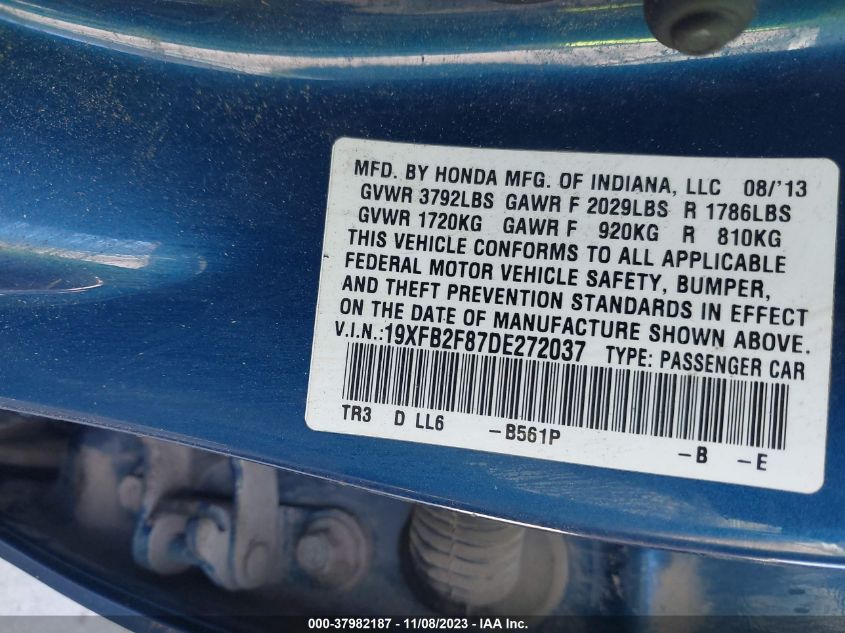 MFD. BY HONDA MFG. OF INDIANA, LLC 08/'13
GVWR 3792LBS GAWR F 2029LBS R 1786LBS
GVWR 1720KG GAWR F 920KG R 810KG
THIS VEHICLE CONFORMS TO ALL APPLICABLE
FEDERAL MOTOR VEHICLE SAFETY, BUMPER,
AND THEFT PREVENTION STANDARDS IN EFFECT
ON THE DATE OF MANUFACTURE SHOWN ABOVE.
V.I.N.:19XFB2F87DE272037 TYPE: PASSENGER CAR
TR3 D LL6 -B561P -B -E
000-37982187 - 11/08/2023 - IAA Inc.